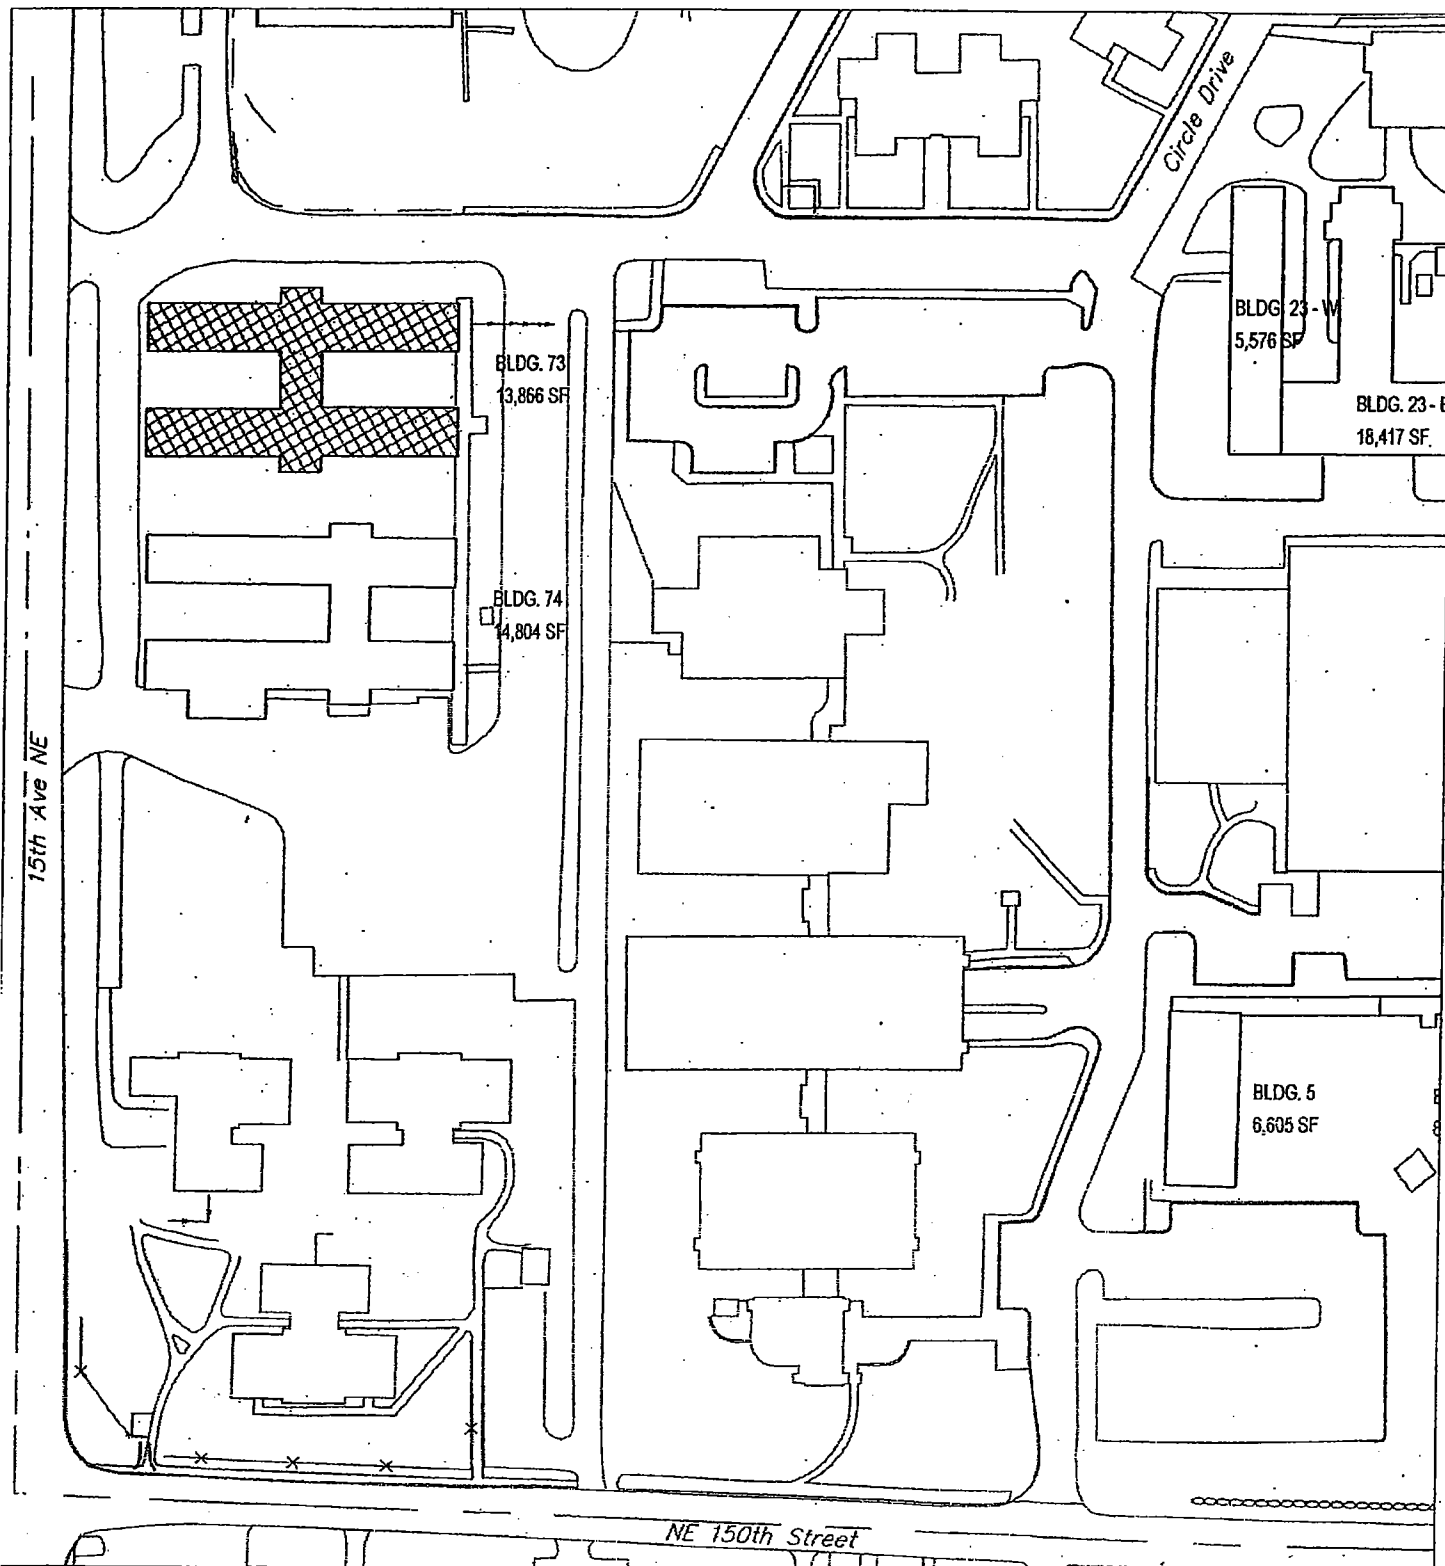 Circle Drive
BLDG. 23 - W
5,576 SF
BLDG. 73
13,866 SF
BLDG. 23 - E
18,417 SF.
BLDG. 74
14,804 SF
15th Ave NE
BLDG. 5
6,605 SF
NE 150th Street